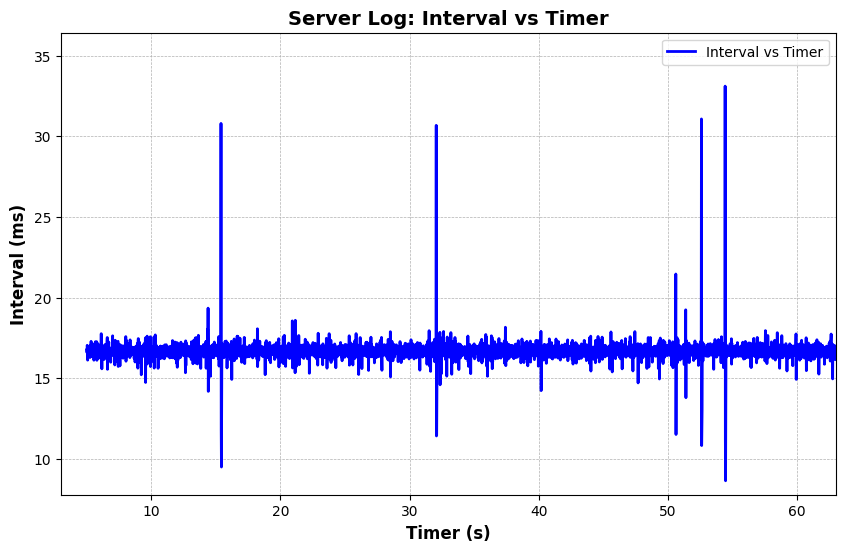 Server Log: Interval vs Timer
Interval vs Timer
35
30
25
20
15
10
Interval (ms)
10 20 30 40 50 60
Timer (s)